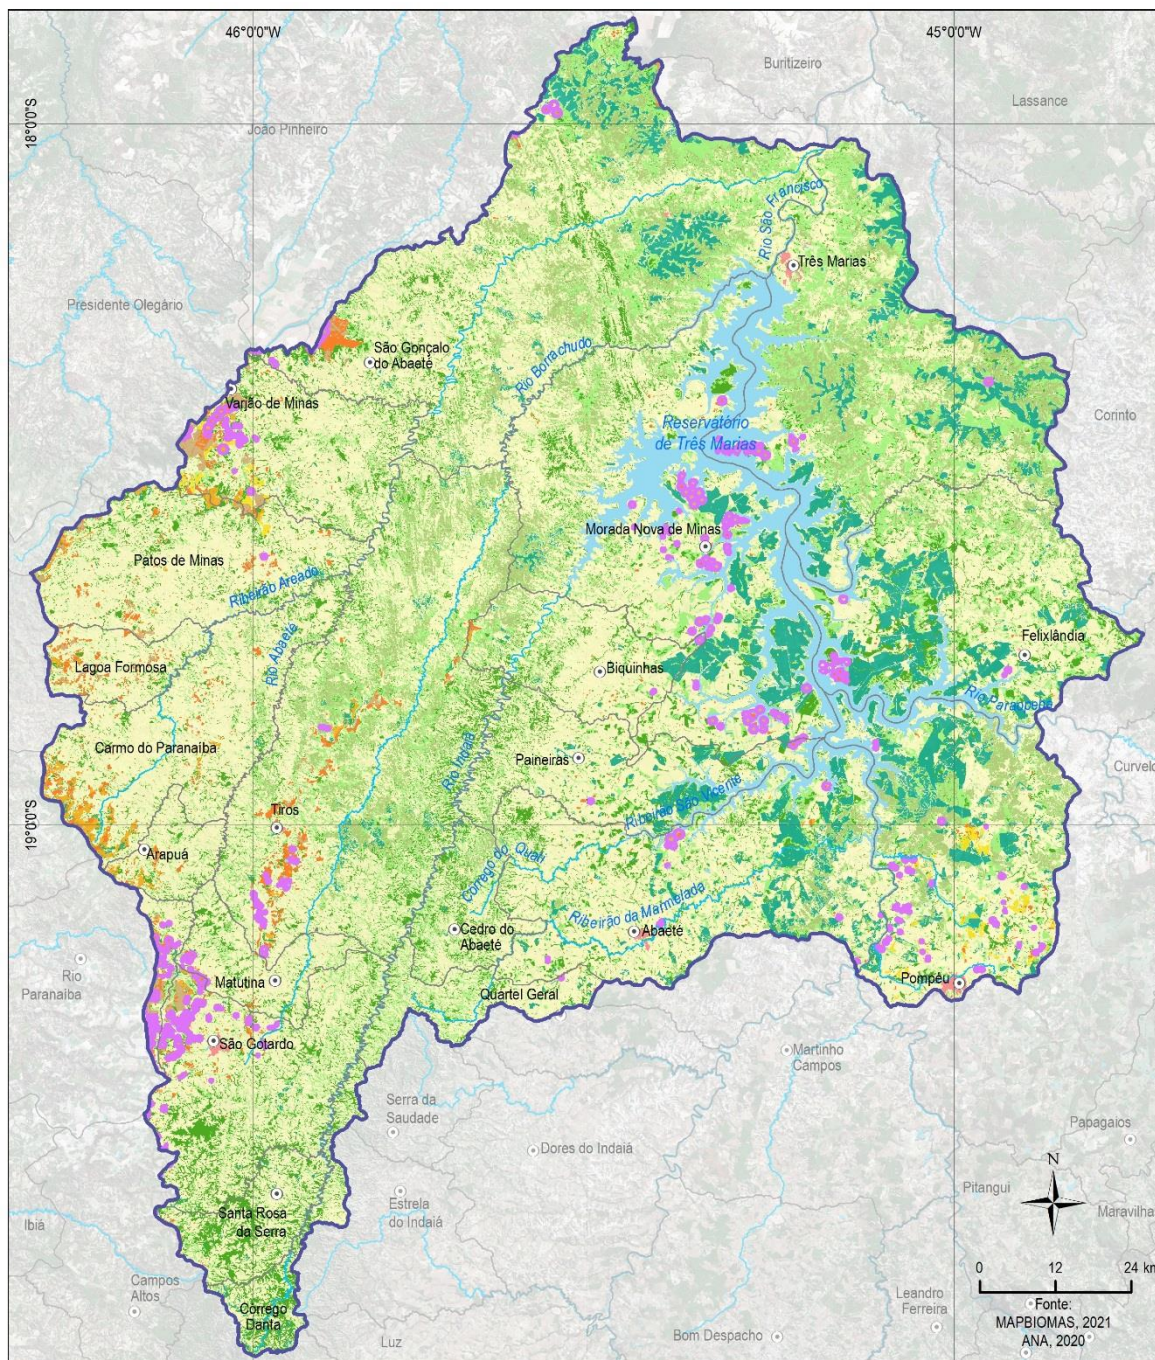 46°0'0"W
45°0'0"W
Buritizeiro
Lassance
18°0'0"S
João Pinheiro
Rio São Francisco
Três Marias
Presidente Olegário
São Gonçalo
do Abaeté
Rio Borrachudo
Varjão de Minas
Corinto
Reservatório
de Três Marias
Morada Nova de Minas
Patos de Minas
Ribeirão Areado
Rio Abaeté
Felixlândia
Lagoa Formosa
Biquinhas
Rio Paraopeba
Carmo do Paranaíba
Rio Indaiá
Paineiras
Curvelo
Ribeirão São Vicente
Tiros
19°0'0"S
Arapuá
Córrego do Quati
Ribeirão da Marmelada
Cedro do
Abaeté
Abaeté
Rio
Paranaíba
Matutina
Quartel Geral
Pompéu
São Gotardo
Martinho
Campos
Serra da
Saudade
Papagaios
Dores do Indaiá
N
Pitangui
Estrela
do Indaiá
Maravilha
Ibiá
Santa Rosa
da Serra
0 12 24 km
Campos
Altos
Leandro
Ferreira
Fonte:
MAPBIOMAS, 2021
ANA, 2020
Córrego
Danta
Luz
Bom Despacho